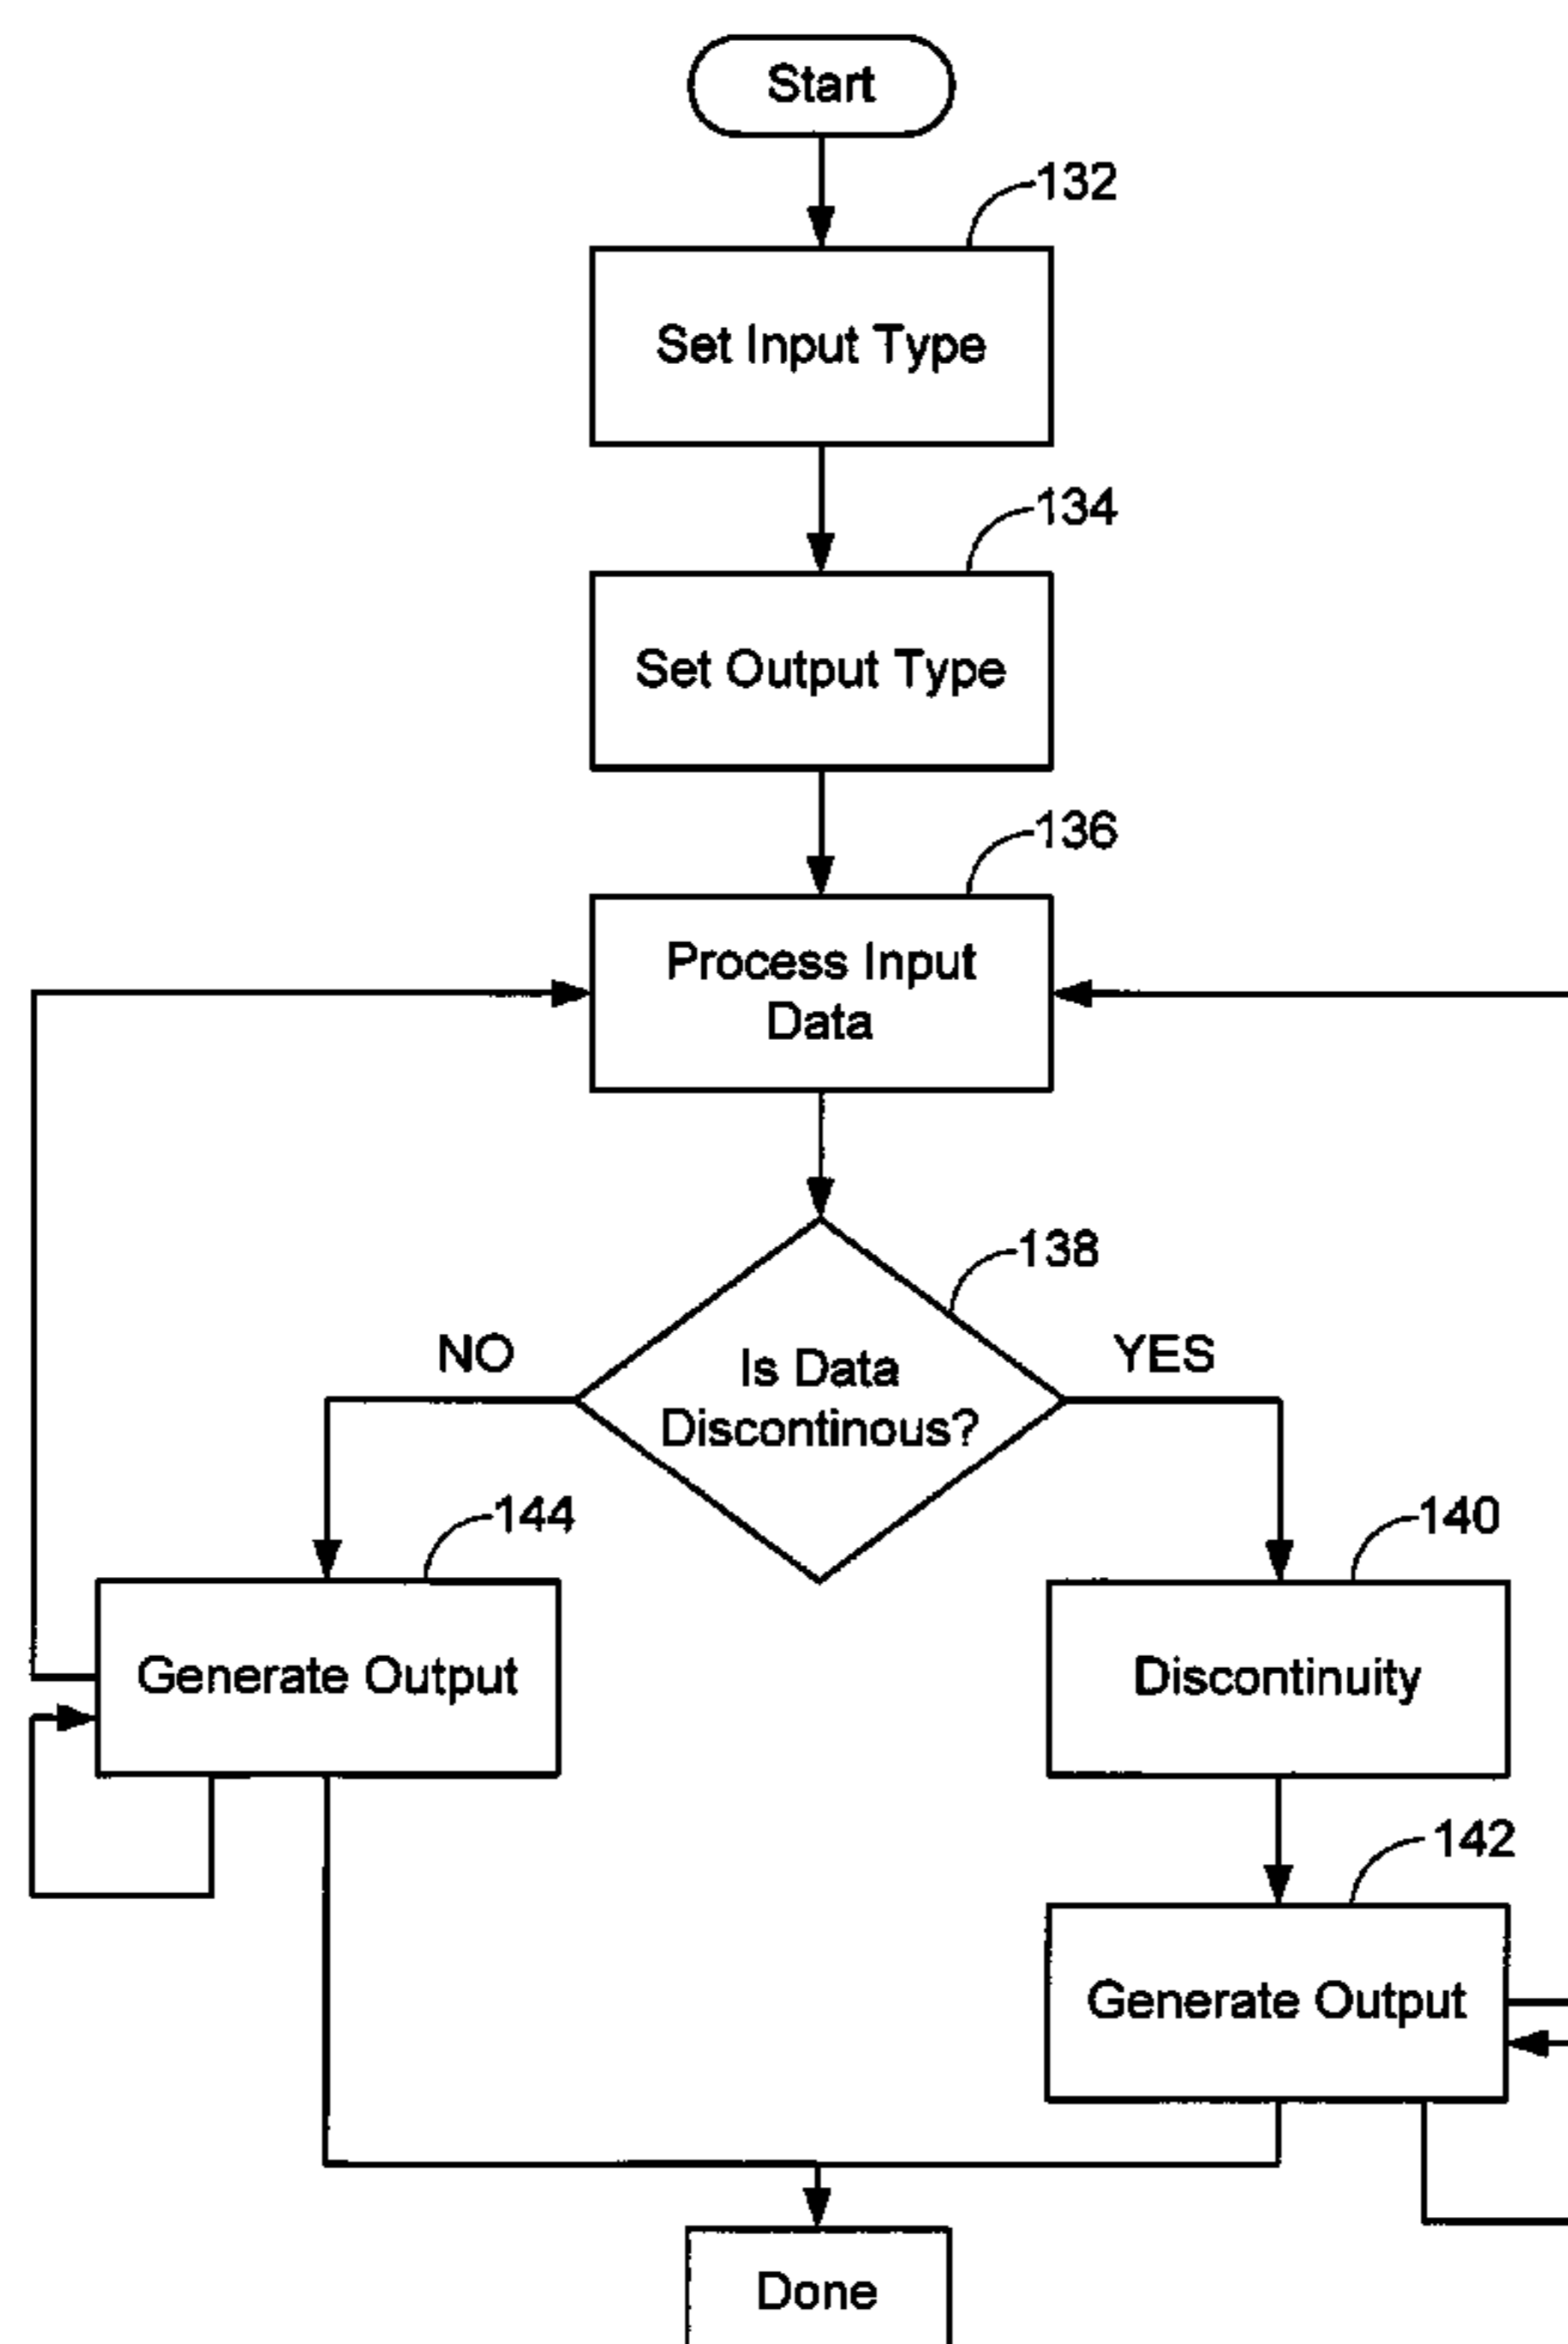 Start
132
Set Input Type
134
Set Output Type
136
Process Input
Data
138
NO
Is Data
Discontinous?
YES
144
140
Generate Output
Discontinuity
142
Generate Output
Done